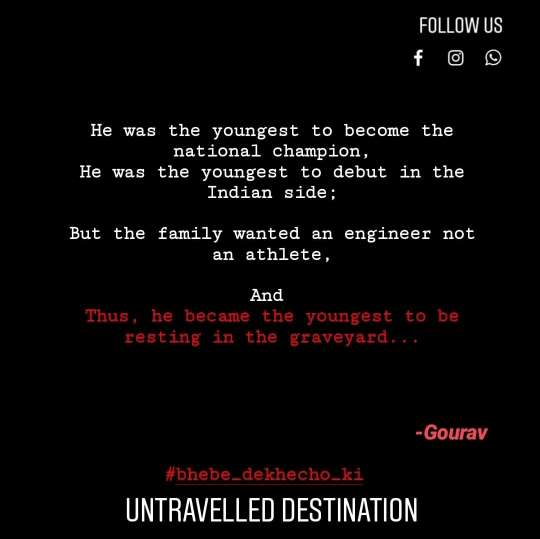 FOLLOW US
He was the youngest to become the
national champion,
He was the youngest to debut in the
Indian side;
But the family wanted an engineer not
an athlete,
And
Thus, he became the youngest to be
resting in the graveyard...
-Gourav
#bhebe_dekhecho_ki
UNTRAVELLED DESTINATION